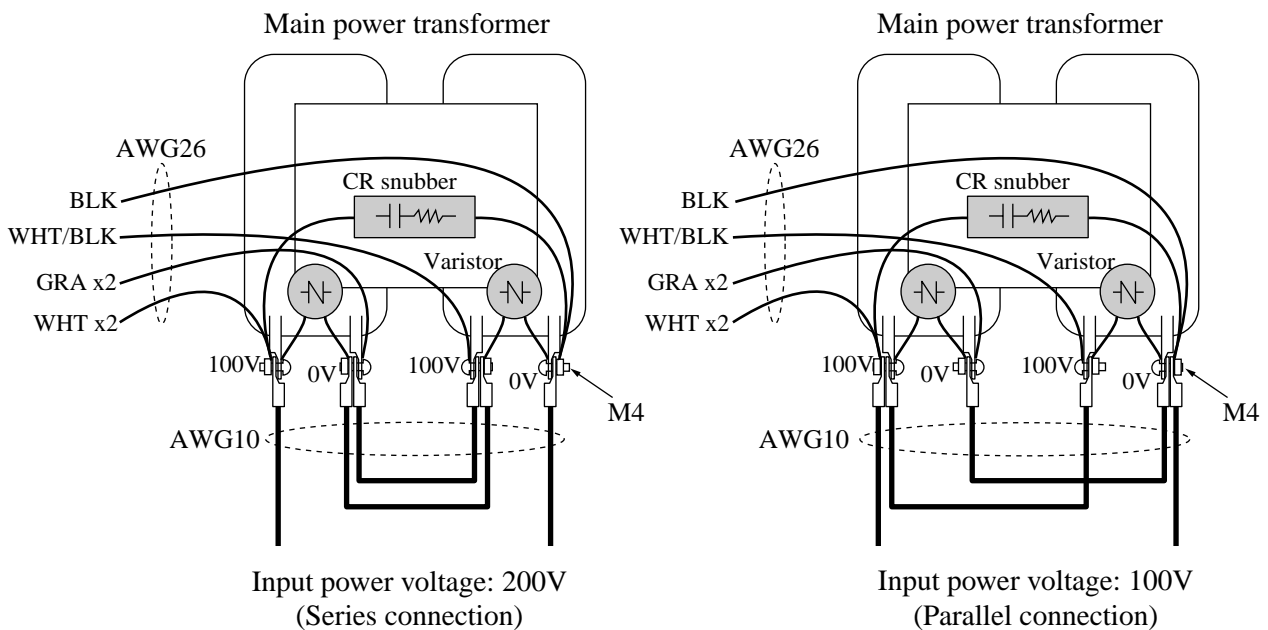 Main power transformer
AWG26
BLK
CR snubber
WHT/BLK
Varistor
GRA x2
WHT x2
100V
0V
100V
0V
M4
AWG10
Input power voltage: 200V
(Series connection)
Main power transformer
AWG26
BLK
CR snubber
WHT/BLK
Varistor
GRA x2
WHT x2
100V
0V
100V
0V
M4
AWG10
Input power voltage: 100V
(Parallel connection)